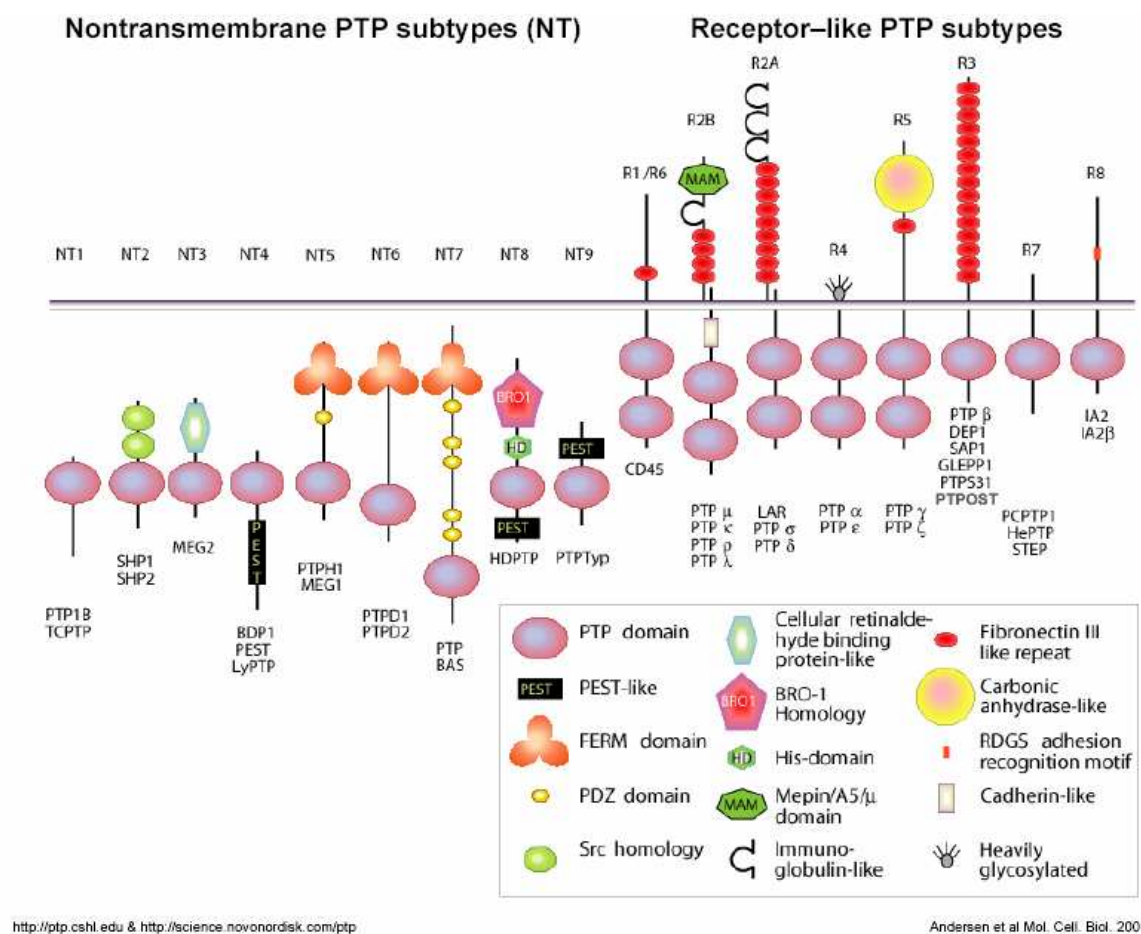 Nontransmembrane PTP subtypes (NT)
Receptor–like PTP subtypes
R2A
R3
R2B
R5
R1/R6
MAM
R8
NT1
NT2
NT3
NT4
NT5
NT6
NT7
NT8
NT9
R4
R7
BRO1
HD
PEST
PEST
PEST
PTP1B
TCPTP
SHP1
SHP2
MEG2
BDP1
PEST
LyPTP
PTPH1
MEG1
PTPD1
PTPD2
PTP
BAS
HDPTP
PTPTyp
CD45
PTP μ
PTP κ
PTP ρ
PTP λ
LAR
PTP σ
PTP δ
PTP α
PTP ε
PTP γ
PTP ζ
PTP β
DEP1
SAP1
GLEPP1
PTPS31
PTPOST
PCPTP1
HePTP
STEP
IA2
IA2β
PTP domain
PEST
PEST-like
FERM domain
PDZ domain
Src homology
Cellular retinalde-
hyde binding
protein-like
BRO1
BRO-1
Homology
HD
His-domain
MAM
Mepin/A5/μ
domain
Immuno-
globulin-like
Fibronectin III
like repeat
Carbonic
anhydrase-like
RDGS adhesion
recognition motif
Cadherin-like
Heavily
glycosylated
http://ptp.cshl.edu & http://science.novonordisk.com/ptp
Andersen et al Mol. Cell. Biol. 200